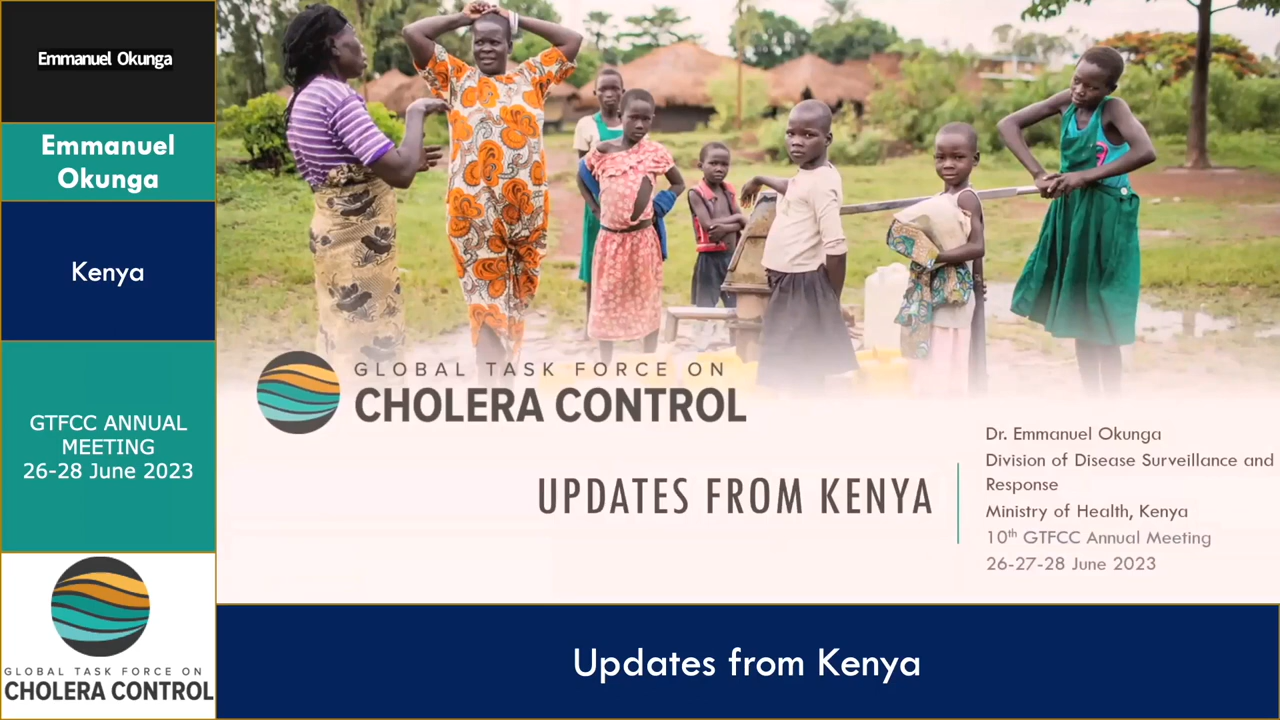 Emmanuel Okunga
Emmanuel
Okunga
Kenya
GTFCC ANNUAL
MEETING
26-28 June 2023
GLOBAL TASK FORCE ON
CHOLERA CONTROL
GLOBAL TASK FORCE ON
CHOLERA CONTROL
UPDATES FROM KENYA
Dr. Emmanuel Okunga
Division of Disease Surveillance and
Response
Ministry of Health, Kenya
10th GTFCC Annual Meeting
26-27-28 June 2023
Updates from Kenya